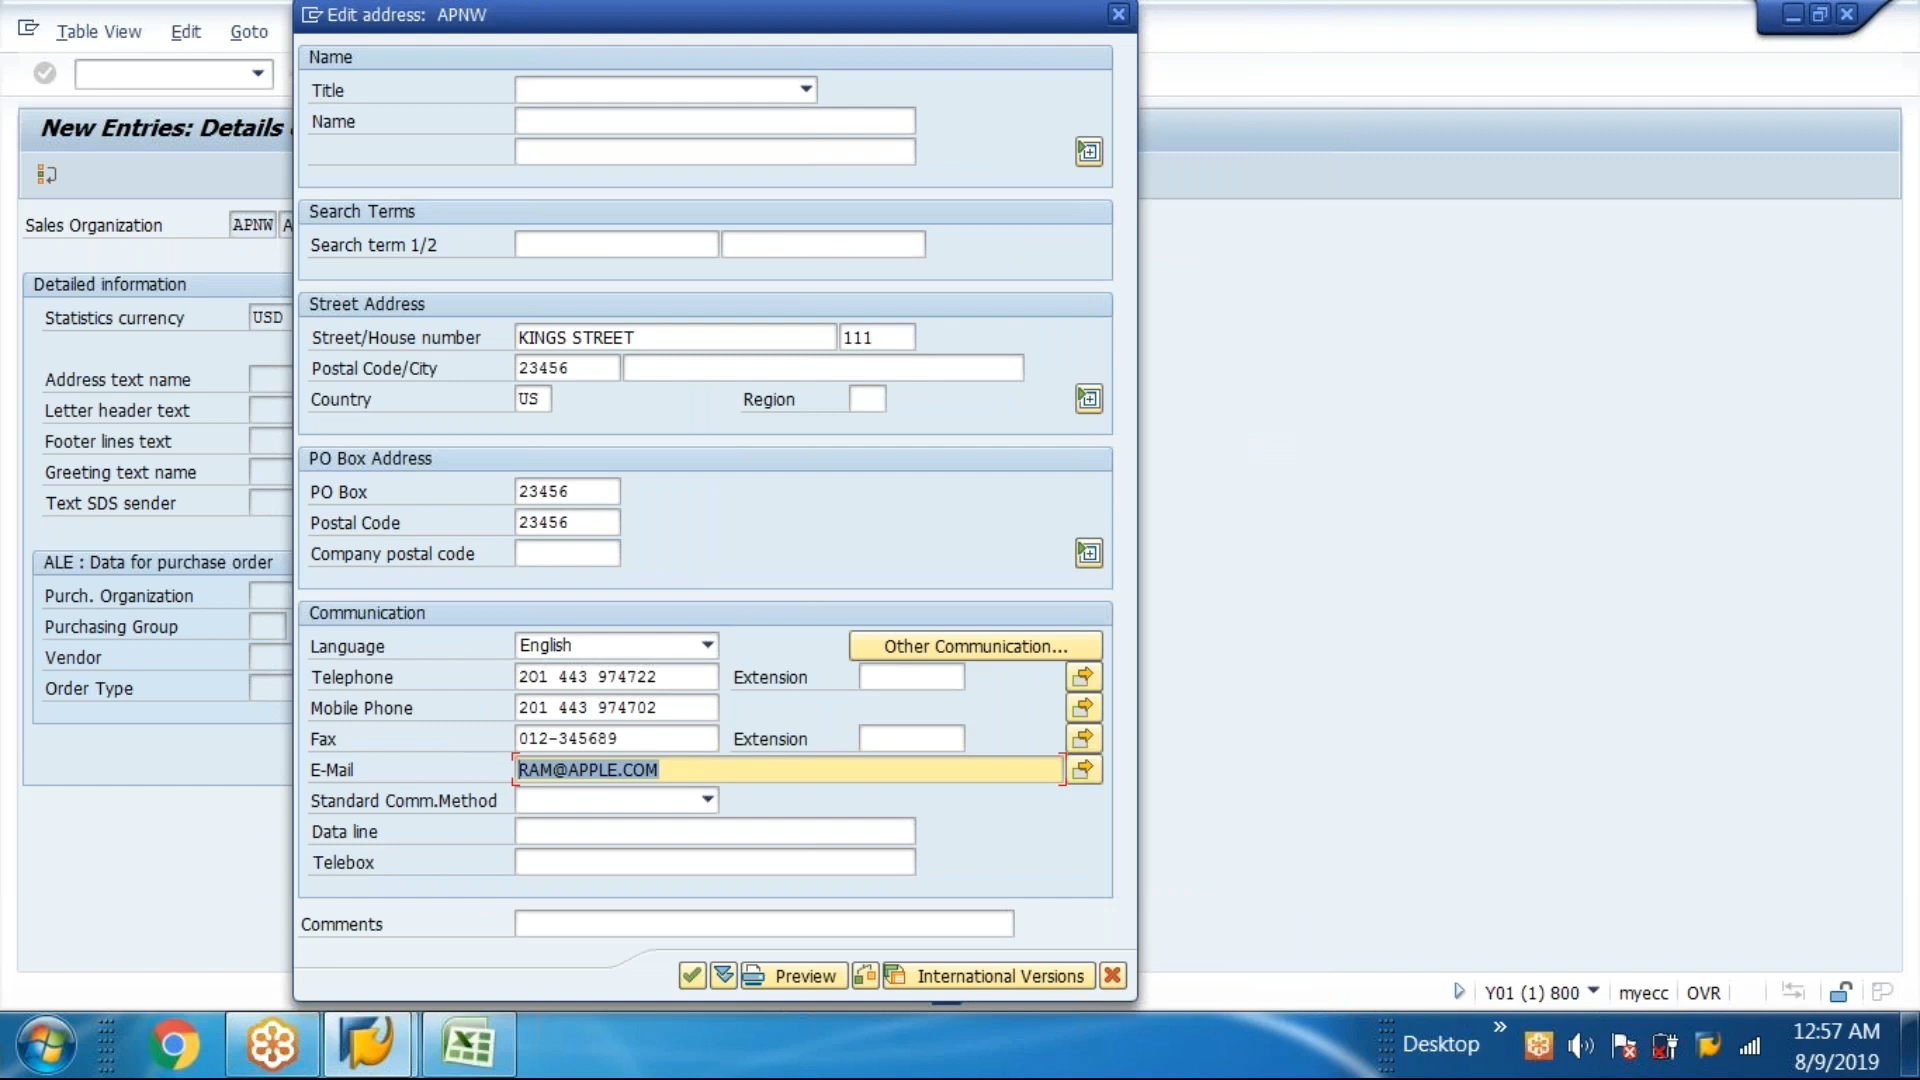 Edit address: APNW
Table View Edit Goto
New Entries: Details
Sales Organization APNW A
Detailed information
Statistics currency USD
Address text name
Letter header text
Footer lines text
Greeting text name
Text SDS sender
ALE : Data for purchase order
Purch. Organization
Purchasing Group
Vendor
Order Type
Name
Title
Name
Search Terms
Search term 1/2
Street Address
Street/House number KINGS STREET 111
Postal Code/City 23456
Country US Region
PO Box Address
PO Box 23456
Postal Code 23456
Company postal code
Communication
Language English Other Communication...
Telephone 201 443 974722 Extension
Mobile Phone 201 443 974702
Fax 012-345689 Extension
E-Mail RAM@APPLE.COM
Standard Comm.Method
Data line
Telebox
Comments
Preview International Versions
Y01 (1) 800 myecc OVR
Desktop » 12:57 AM
8/9/2019